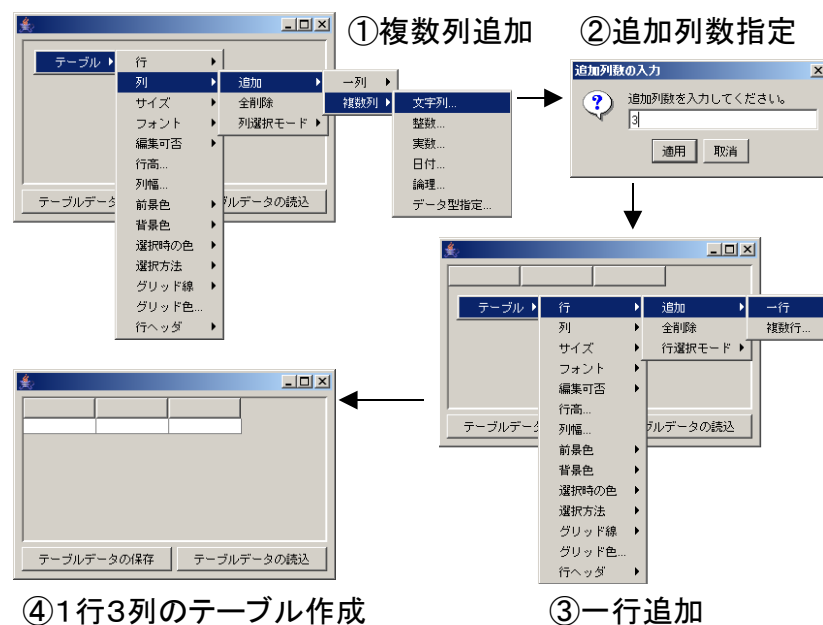 ①複数列追加
テーブル
行
列
サイズ
フォント
編集可否
行高...
列幅...
前景色
背景色
選択時の色
選択方法
グリッド線
グリッド色...
行ヘッダ
追加
全削除
列選択モード
一列
複数列
文字列...
整数...
実数...
日付...
論理...
データ型指定...
テーブルデータ
ブルデータの読込
②追加列数指定
追加列数の入力
追加列数を入力してください。
3
適用 取消
テーブル
行
列
サイズ
フォント
編集可否
行高...
列幅...
前景色
背景色
選択時の色
選択方法
グリッド線
グリッド色...
行ヘッダ
追加
全削除
行選択モード
一行
複数行...
テーブルデータ
ブルデータの読込
③一行追加
テーブルデータの保存 テーブルデータの読込
④1行3列のテーブル作成